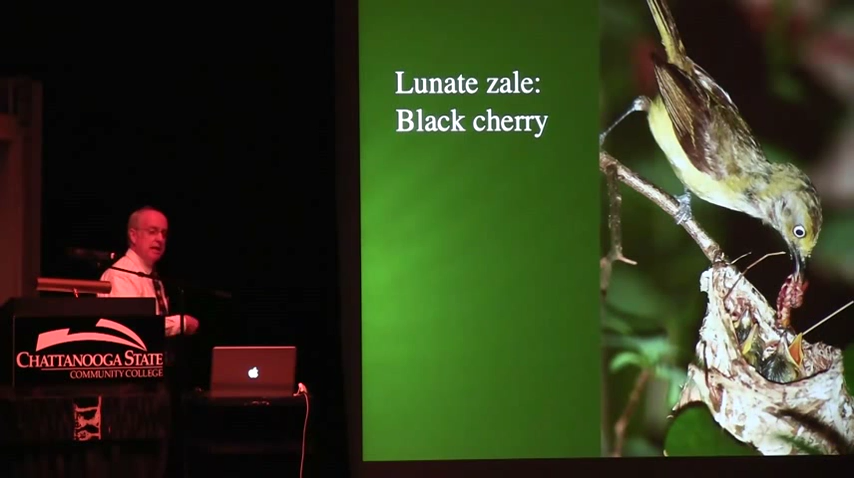 Lunate zale:
Black cherry
CHATTANOOGA STATE
COMMUNITY COLLEGE